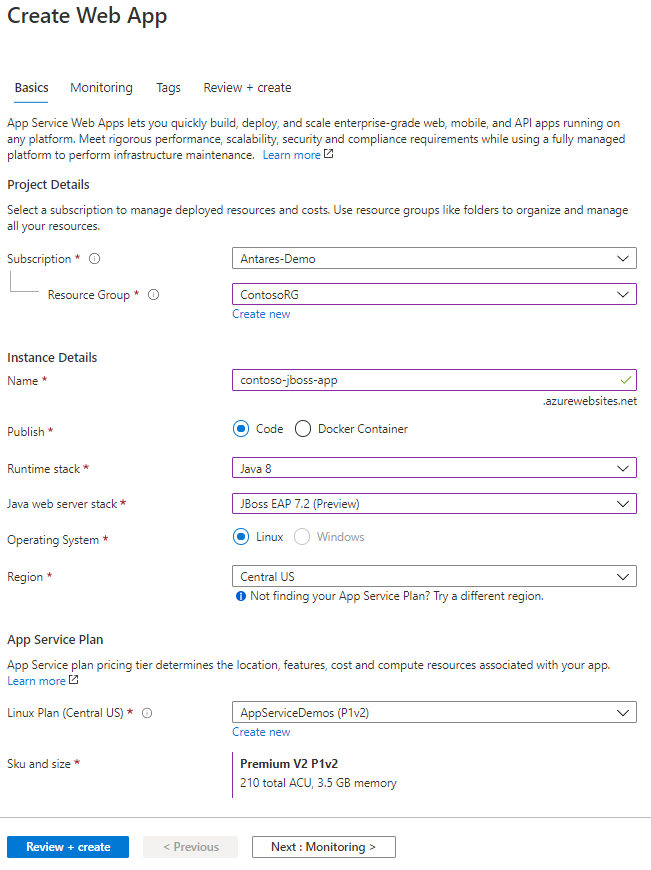 Create Web App
Basics Monitoring Tags Review + create
App Service Web Apps lets you quickly build, deploy, and scale enterprise-grade web, mobile, and API apps running on
any platform. Meet rigorous performance, scalability, security and compliance requirements while using a fully managed
platform to perform infrastructure maintenance. Learn more
Project Details
Select a subscription to manage deployed resources and costs. Use resource groups like folders to organize and manage
all your resources.
Subscription * Antares-Demo
Resource Group * ContosoRG
Create new
Instance Details
Name * contoso-jboss-app
.azurewebsites.net
Publish * Code Docker Container
Runtime stack * Java 8
Java web server stack * JBoss EAP 7.2 (Preview)
Operating System * Linux Windows
Region * Central US
Not finding your App Service Plan? Try a different region.
App Service Plan
App Service plan pricing tier determines the location, features, cost and compute resources associated with your app.
Learn more
Linux Plan (Central US) * AppServiceDemos (P1v2)
Create new
Sku and size * Premium V2 P1v2
210 total ACU, 3.5 GB memory
Review + create < Previous Next : Monitoring >